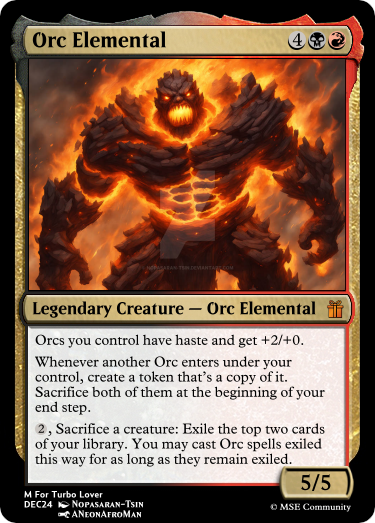 Orc Elemental 4
Legendary Creature — Orc Elemental
Orcs you control have haste and get +2/+0.
Whenever another Orc enters under your
control, create a token that's a copy of it.
Sacrifice both of them at the beginning of your
end step.
2, Sacrifice a creature: Exile the top two cards
of your library. You may cast Orc spells exiled
this way for as long as they remain exiled.
5/5
M For Turbo Lover
DEC24 Nopasaran-Tsin
ANeonAfroMan
© MSE Community